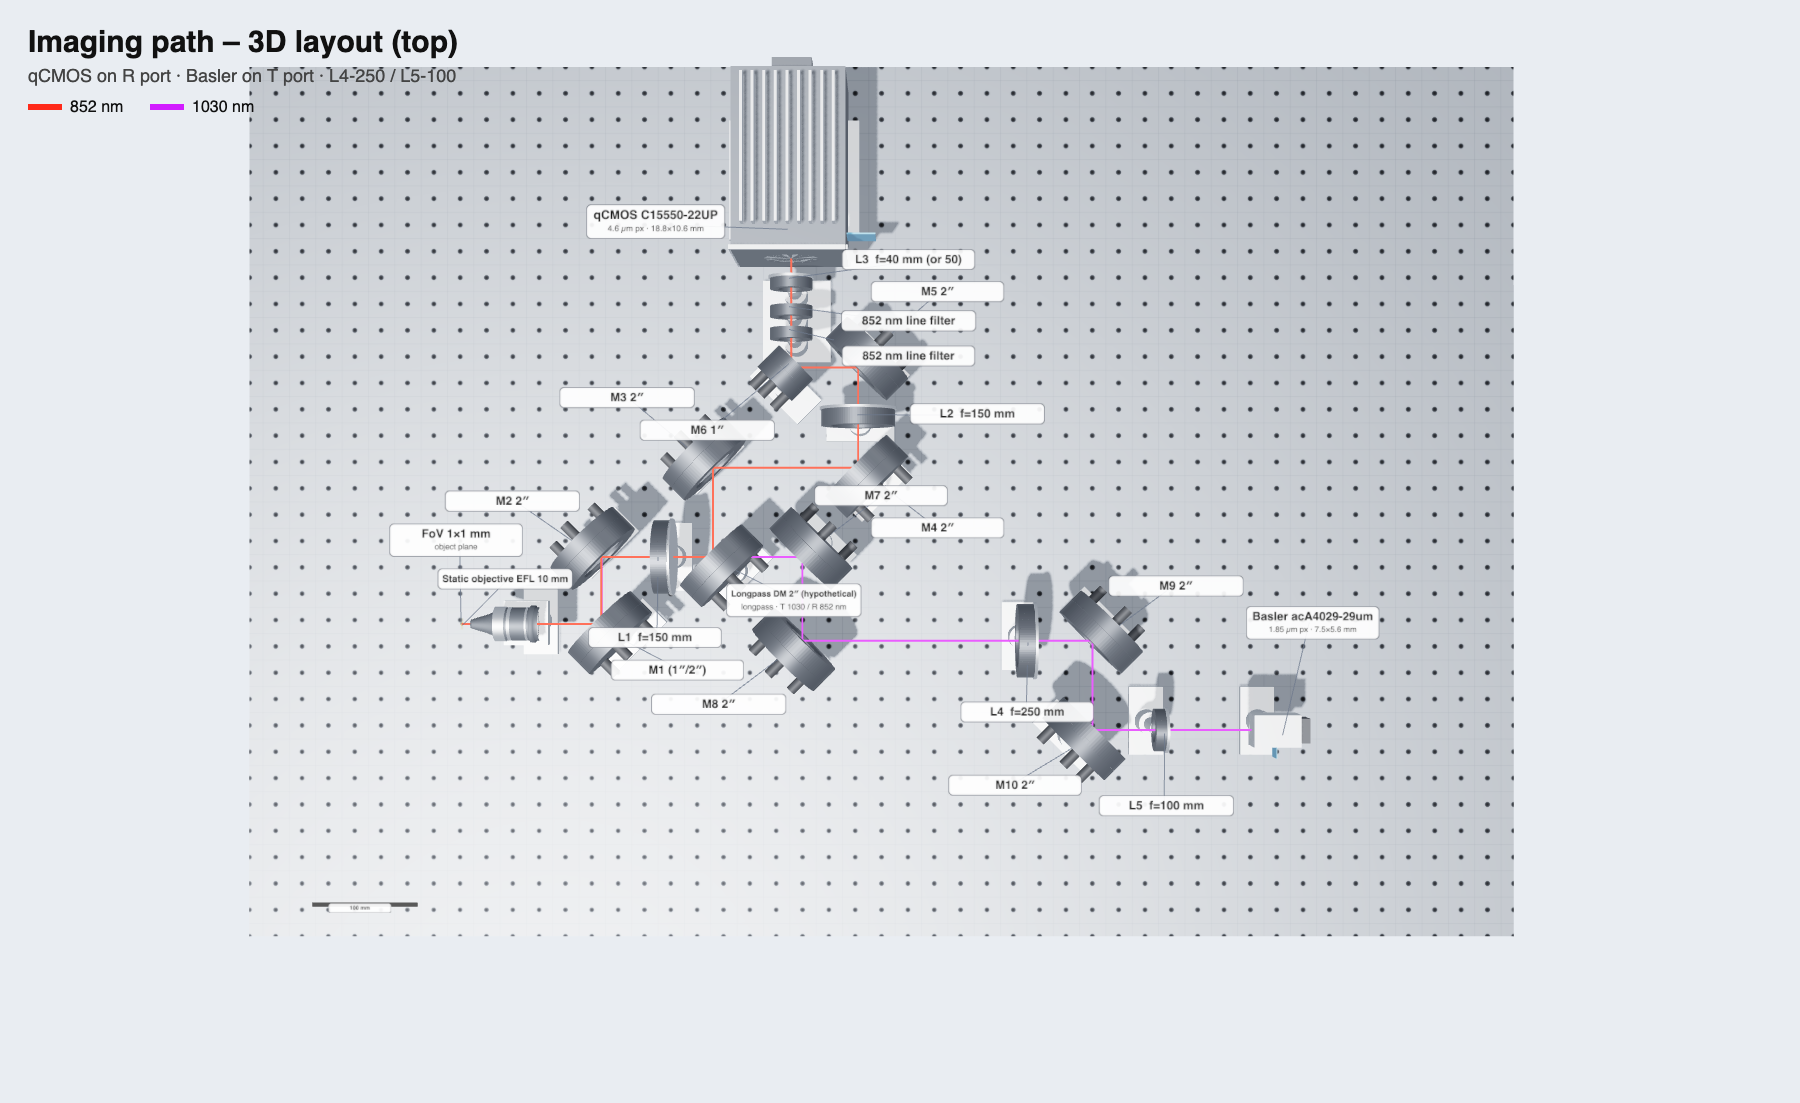 Imaging path – 3D layout (top)
qCMOS on R port · Basler on T port · L4-250 / L5-100
852 nm
1030 nm
qCMOS C15550-22UP
4.6 µm px · 18.8×10.6 mm
L3 f=40 mm (or 50)
M5 2″
852 nm line filter
852 nm line filter
M3 2″
L2 f=150 mm
M6 1″
M2 2″
M7 2″
M4 2″
FoV 1×1 mm
object plane
Static objective EFL 10 mm
Longpass DM 2″ (hypothetical)
longpass · T 1030 / R 852 nm
M9 2″
Basler acA4029-29um
1.85 µm px · 7.5×5.6 mm
L1 f=150 mm
M1 (1″/2″)
M8 2″
L4 f=250 mm
M10 2″
L5 f=100 mm
100 mm